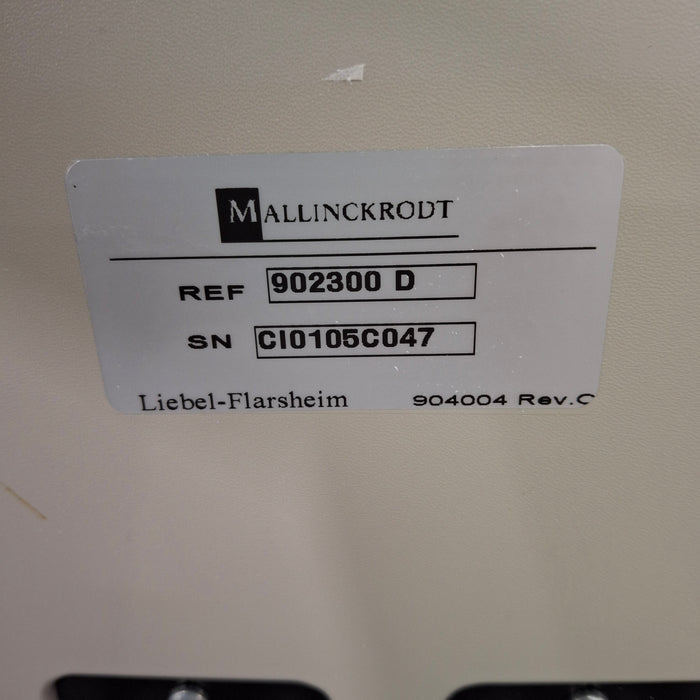 MALLINCKRODT
REF 902300 D
SN CI0105C047
Liebel-Flarsheim 904004 Rev.C